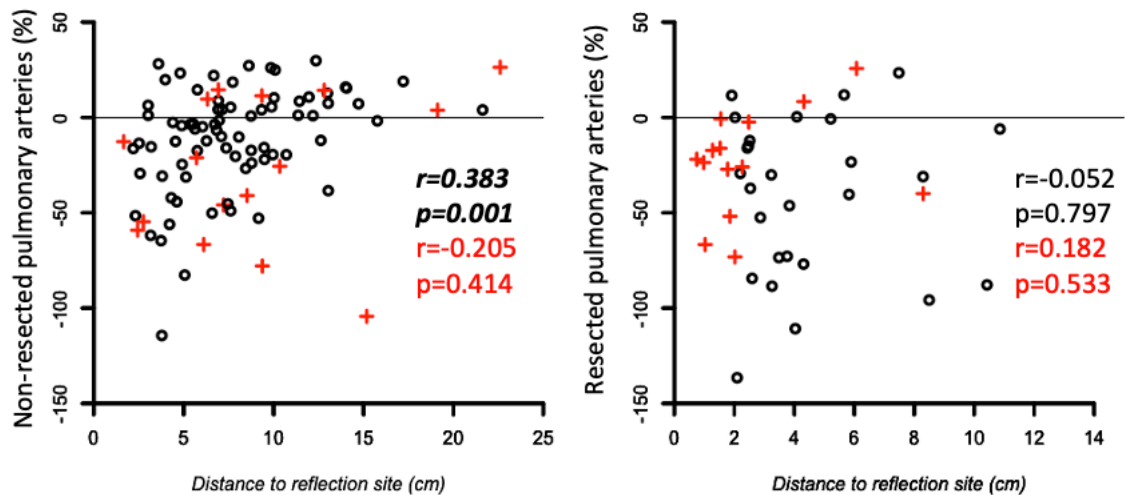 Non-resected pulmonary arteries (%)
50
0
-50
-100
-150
r=0.383
p=0.001
r=-0.205
p=0.414
0 5 10 15 20 25
Distance to reflection site (cm)
Resected pulmonary arteries (%)
50
0
-50
-100
-150
r=-0.052
p=0.797
r=0.182
p=0.533
0 2 4 6 8 10 12 14
Distance to reflection site (cm)